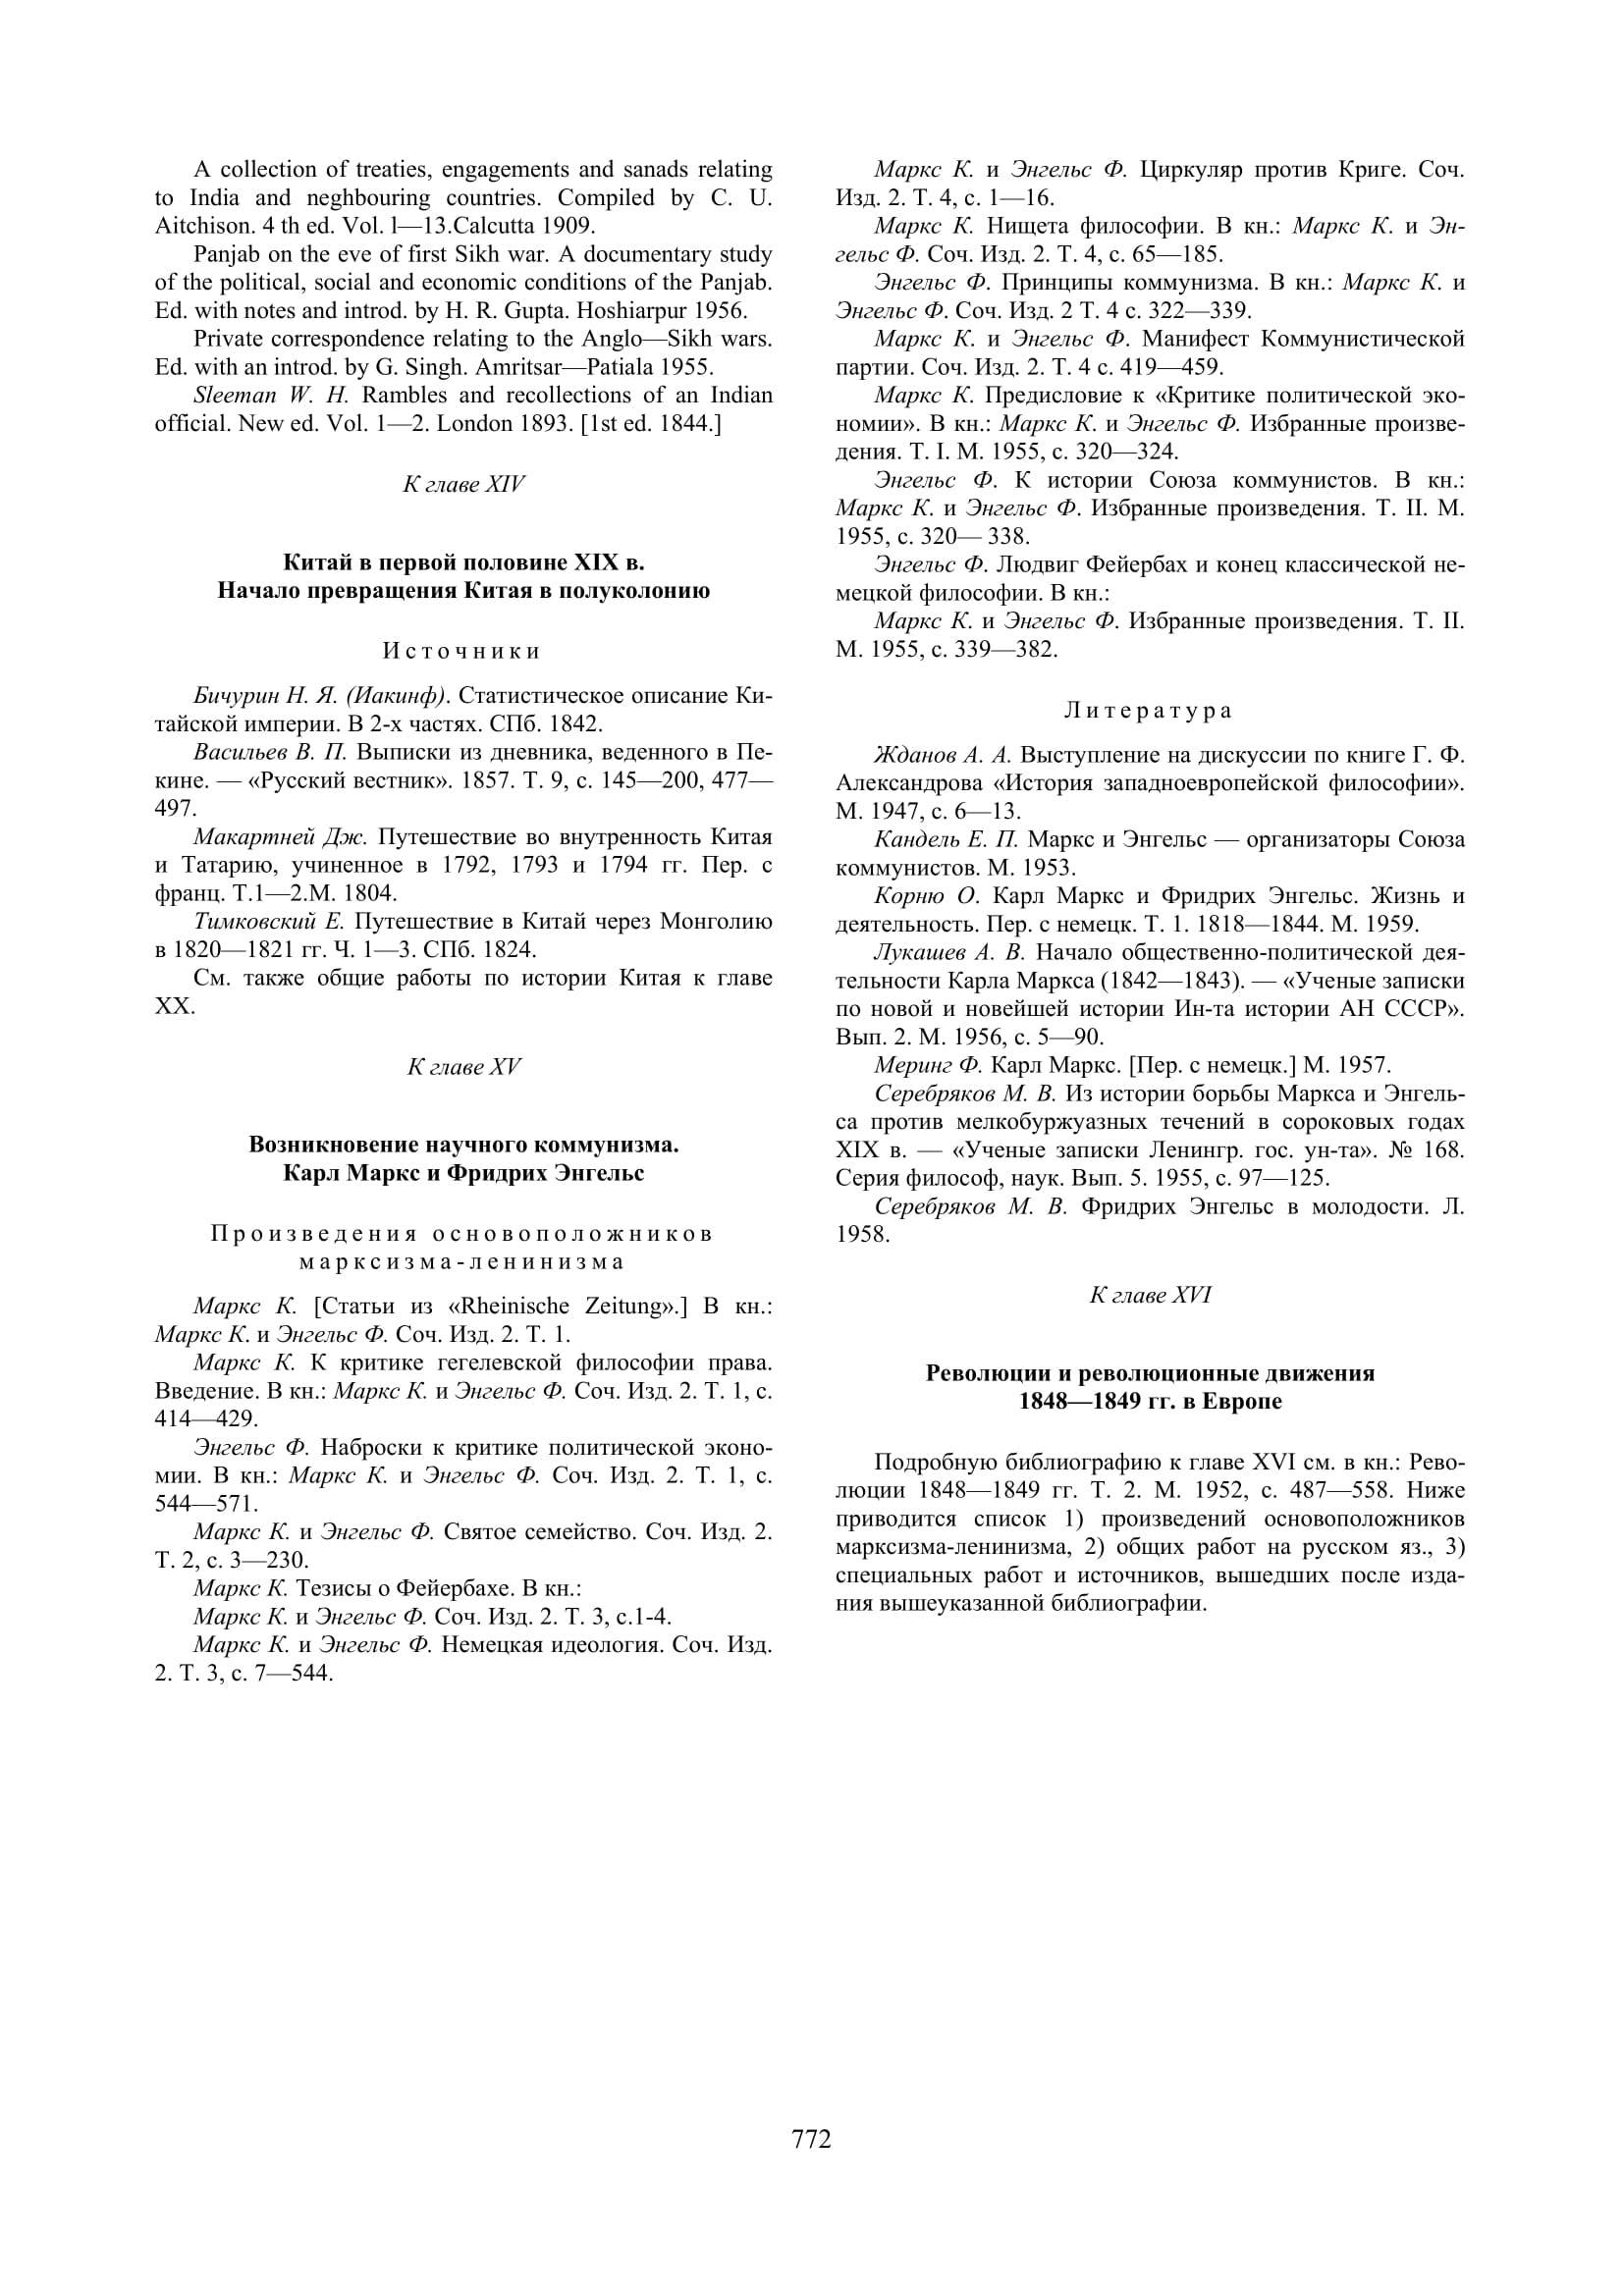 A collection of treaties, engagements and sanads relating
to India and neghbouring countries. Compiled by C. U.
Aitchison. 4 th ed. Vol. l—13.Calcutta 1909.
Panjab on the eve of first Sikh war. A documentary study
of the political, social and economic conditions of the Panjab.
Ed. with notes and introd. by H. R. Gupta. Hoshiarpur 1956.
Private correspondence relating to the Anglo—Sikh wars.
Ed. with an introd. by G. Singh. Amritsar—Patiala 1955.
Sleeman W. H. Rambles and recollections of an Indian
official. New ed. Vol. 1—2. London 1893. [1st ed. 1844.]
К главе XIV
Китай в первой половине XIX в.
Начало превращения Китая в полуколонию
Источники
Бичурин Н. Я. (Иакинф). Статистическое описание Ки-
тайской империи. В 2-х частях. СПб. 1842.
Васильев В. П. Выписки из дневника, веденного в Пе-
кине. — «Русский вестник». 1857. Т. 9, с. 145—200, 477—
497.
Макартней Дж. Путешествие во внутренность Китая
и Татарию, учиненное в 1792, 1793 и 1794 гг. Пер. с
франц. Т.1—2.М. 1804.
Тимковский Е. Путешествие в Китай через Монголию
в 1820—1821 гг. Ч. 1—3. СПб. 1824.
См. также общие работы по истории Китая к главе
XX.
К главе XV
Возникновение научного коммунизма.
Карл Маркс и Фридрих Энгельс
Произведения основоположников
марксизма-ленинизма
Маркс К. [Статьи из «Rheinische Zeitung».] В кн.:
Маркс К. и Энгельс Ф. Соч. Изд. 2. Т. 1.
Маркс К. К критике гегелевской философии права.
Введение. В кн.: Маркс К. и Энгельс Ф. Соч. Изд. 2. Т. 1, с.
414—429.
Энгельс Ф. Наброски к критике политической эконо-
мии. В кн.: Маркс К. и Энгельс Ф. Соч. Изд. 2. Т. 1, с.
544—571.
Маркс К. и Энгельс Ф. Святое семейство. Соч. Изд. 2.
Т. 2, с. 3—230.
Маркс К. Тезисы о Фейербахе. В кн.:
Маркс К. и Энгельс Ф. Соч. Изд. 2. Т. 3, с.1-4.
Маркс К. и Энгельс Ф. Немецкая идеология. Соч. Изд.
2. Т. 3, с. 7—544.
Маркс К. и Энгельс Ф. Циркуляр против Криге. Соч.
Изд. 2. Т. 4, с. 1—16.
Маркс К. Нищета философии. В кн.: Маркс К. и Эн-
гельс Ф. Соч. Изд. 2. Т. 4, с. 65—185.
Энгельс Ф. Принципы коммунизма. В кн.: Маркс К. и
Энгельс Ф. Соч. Изд. 2 Т. 4 с. 322—339.
Маркс К. и Энгельс Ф. Манифест Коммунистической
партии. Соч. Изд. 2. Т. 4 с. 419—459.
Маркс К. Предисловие к «Критике политической эко-
номии». В кн.: Маркс К. и Энгельс Ф. Избранные произве-
дения. Т. I. М. 1955, с. 320—324.
Энгельс Ф. К истории Союза коммунистов. В кн.:
Маркс К. и Энгельс Ф. Избранные произведения. Т. II. М.
1955, с. 320— 338.
Энгельс Ф. Людвиг Фейербах и конец классической не-
мецкой философии. В кн.:
Маркс К. и Энгельс Ф. Избранные произведения. Т. II.
М. 1955, с. 339—382.
Литература
Жданов А. А. Выступление на дискуссии по книге Г. Ф.
Александрова «История западноевропейской философии».
М. 1947, с. 6—13.
Кандель Е. П. Маркс и Энгельс — организаторы Союза
коммунистов. М. 1953.
Корню О. Карл Маркс и Фридрих Энгельс. Жизнь и
деятельность. Пер. с немецк. Т. 1. 1818—1844. М. 1959.
Лукашев А. В. Начало общественно-политической дея-
тельности Карла Маркса (1842—1843). — «Ученые записки
по новой и новейшей истории Ин-та истории АН СССР».
Вып. 2. М. 1956, с. 5—90.
Меринг Ф. Карл Маркс. [Пер. с немецк.] М. 1957.
Серебряков М. В. Из истории борьбы Маркса и Энгель-
са против мелкобуржуазных течений в сороковых годах
XIX в. — «Ученые записки Ленингр. гос. ун-та». № 168.
Серия философ, наук. Вып. 5. 1955, с. 97—125.
Серебряков М. В. Фридрих Энгельс в молодости. Л.
1958.
К главе XVI
Революции и революционные движения
1848—1849 гг. в Европе
Подробную библиографию к главе XVI см. в кн.: Рево-
люции 1848—1849 гг. Т. 2. М. 1952, с. 487—558. Ниже
приводится список 1) произведений основоположников
марксизма-ленинизма, 2) общих работ на русском яз., 3)
специальных работ и источников, вышедших после изда-
ния вышеуказанной библиографии.
772